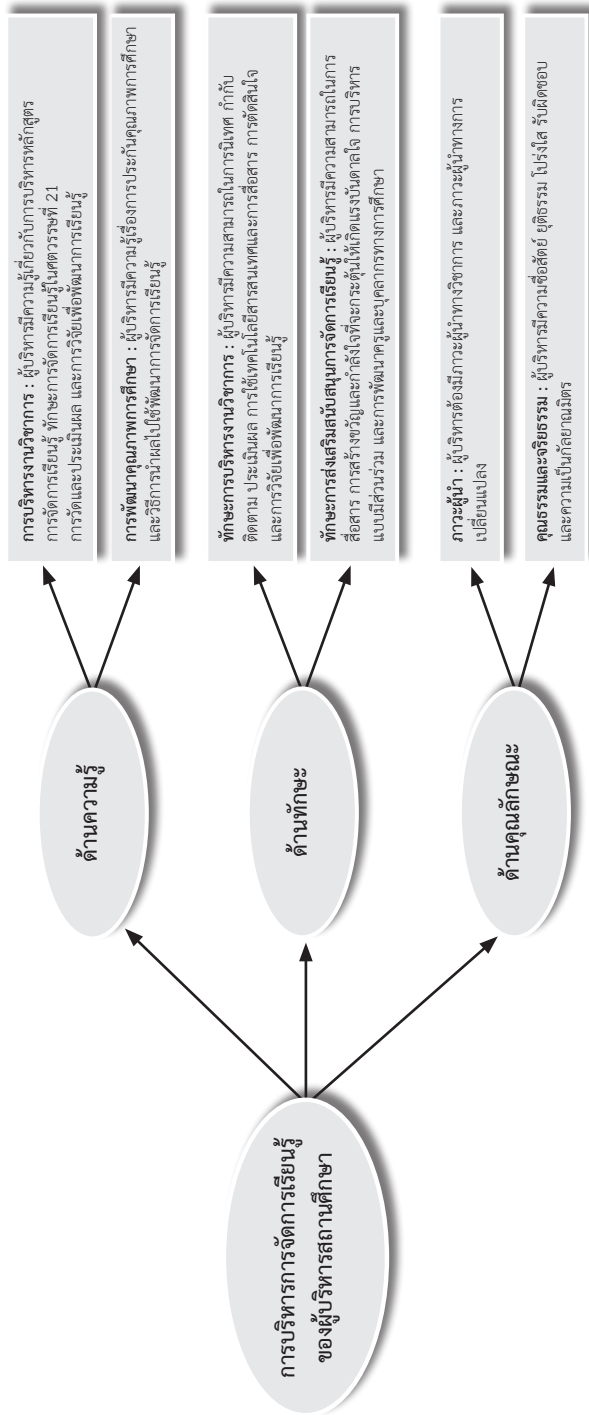 การบริหารการจัดการเรียนรู้
ของผู้บริหารสถานศึกษา
ด้านความรู้
การบริหารงานวิชาการ : ผู้บริหารมีความรู้เกี่ยวกับการบริหารหลักสูตร
การจัดการเรียนรู้ ทักษะการจัดการเรียนรู้ในศตวรรษที่ 21
การวัดและประเมินผล และการวิจัยเพื่อพัฒนาการเรียนรู้
การพัฒนาคุณภาพการศึกษา : ผู้บริหารมีความรู้เรื่องการประกันคุณภาพการศึกษา
และวิธีการนำผลไปใช้พัฒนาการจัดการเรียนรู้
ด้านทักษะ
ทักษะการบริหารงานวิชาการ : ผู้บริหารมีความสามารถในการนิเทศ กำกับ
ติดตาม ประเมินผล การใช้เทคโนโลยีสารสนเทศและการสื่อสาร การตัดสินใจ
และการวิจัยเพื่อพัฒนาการเรียนรู้
ทักษะการส่งเสริมสนับสนุนการจัดการเรียนรู้ : ผู้บริหารมีความสามารถในการ
สื่อสาร การสร้างขวัญและกำลังใจที่จะกระตุ้นให้เกิดแรงบันดาลใจ การบริหาร
แบบมีส่วนร่วม และการพัฒนาครูและบุคลากรทางการศึกษา
ด้านคุณลักษณะ
ภาวะผู้นำ : ผู้บริหารต้องมีภาวะผู้นำทางวิชาการ และภาวะผู้นำทางการ
เปลี่ยนแปลง
คุณธรรมและจริยธรรม : ผู้บริหารมีความซื่อสัตย์ ยุติธรรม โปร่งใส รับผิดชอบ
และความเป็นกัลยาณมิตร